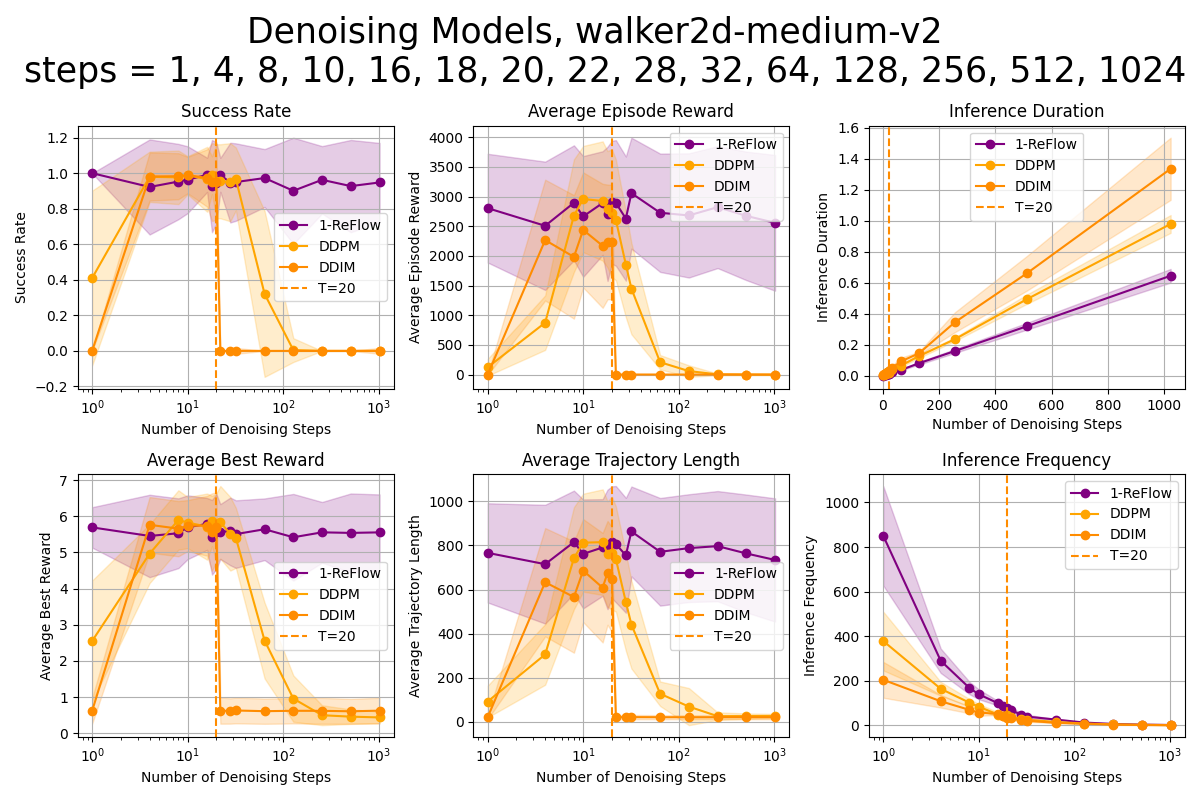 Denoising Models, walker2d-medium-v2
steps = 1, 4, 8, 10, 16, 18, 20, 22, 28, 32, 64, 128, 256, 512, 1024
Success Rate
Success Rate
1.2
1.0
0.8
0.6
0.4
0.2
0.0
−0.2
1-ReFlow
DDPM
DDIM
T=20
10⁰
10¹
10²
10³
Number of Denoising Steps
Average Episode Reward
Average Episode Reward
4000
3500
3000
2500
2000
1500
1000
500
0
1-ReFlow
DDPM
DDIM
T=20
10⁰
10¹
10²
10³
Number of Denoising Steps
Inference Duration
Inference Duration
1.6
1.4
1.2
1.0
0.8
0.6
0.4
0.2
0.0
1-ReFlow
DDPM
DDIM
T=20
0
200
400
600
800
1000
Number of Denoising Steps
Average Best Reward
Average Best Reward
7
6
5
4
3
2
1
0
1-ReFlow
DDPM
DDIM
T=20
10⁰
10¹
10²
10³
Number of Denoising Steps
Average Trajectory Length
Average Trajectory Length
1000
800
600
400
200
0
1-ReFlow
DDPM
DDIM
T=20
10⁰
10¹
10²
10³
Number of Denoising Steps
Inference Frequency
Inference Frequency
1000
800
600
400
200
0
1-ReFlow
DDPM
DDIM
T=20
10⁰
10¹
10²
10³
Number of Denoising Steps